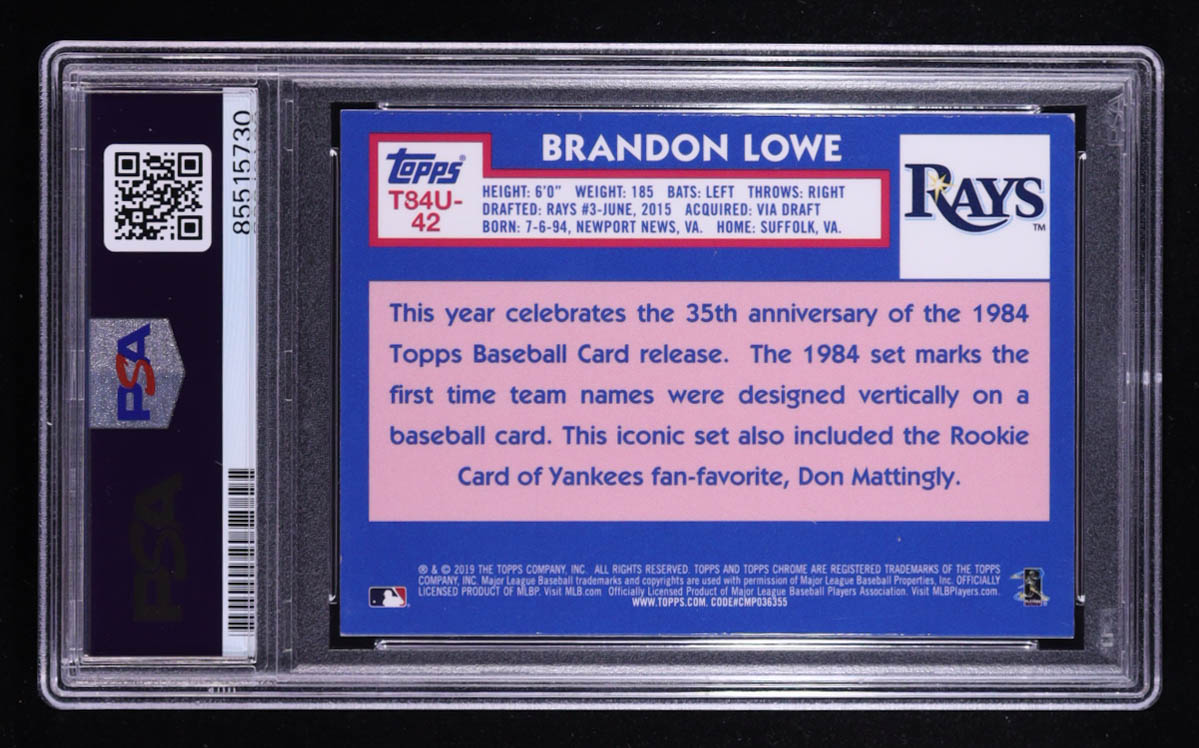 85515730
PSA
PSA
topps®
T84U-
42
BRANDON LOWE
HEIGHT: 6'0" WEIGHT: 185 BATS: LEFT THROWS: RIGHT
DRAFTED: RAYS #3-JUNE, 2015 ACQUIRED: VIA DRAFT
BORN: 7-6-94, NEWPORT NEWS, VA. HOME: SUFFOLK, VA.
RAYS
TM
This year celebrates the 35th anniversary of the 1984
Topps Baseball Card release. The 1984 set marks the
first time team names were designed vertically on a
baseball card. This iconic set also included the Rookie
Card of Yankees fan-favorite, Don Mattingly.
® & © 2019 THE TOPPS COMPANY, INC. ALL RIGHTS RESERVED. TOPPS AND TOPPS CHROME ARE REGISTERED TRADEMARKS OF THE TOPPS
COMPANY, INC. Major League Baseball trademarks and copyrights are used with permission of Major League Baseball Properties, Inc. OFFICIALLY
LICENSED PRODUCT OF MLBP. Visit MLB.com Officially Licensed Product of Major League Baseball Players Association. Visit MLBPlayers.com.
WWW.TOPPS.COM. CODE#CMP036355